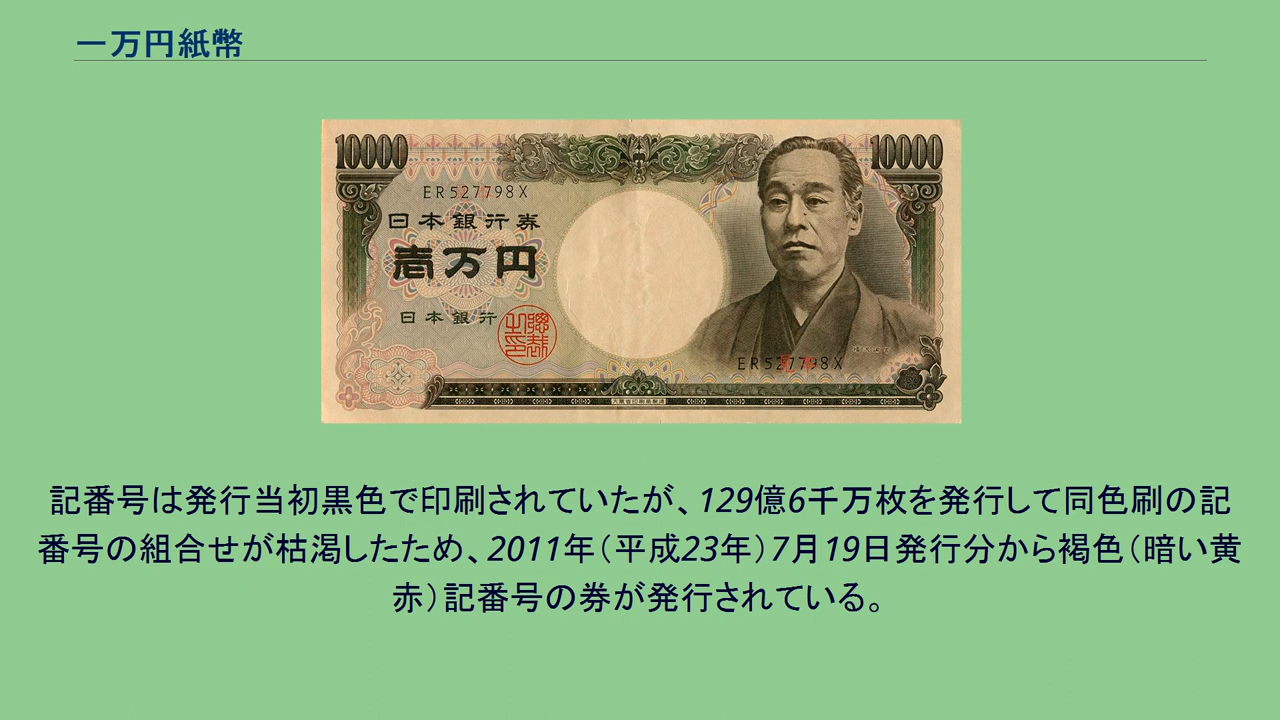 一万円紙幣
10000
10000
ER527798X
日本銀行券
壱万円
日本銀行
ER527798X
記番号は発行当初黒色で印刷されていたが、129億6千万枚を発行して同色刷の記
番号の組合せが枯渇したため、2011年（平成23年）7月19日発行分から褐色（暗い黄
赤）記番号の券が発行されている。